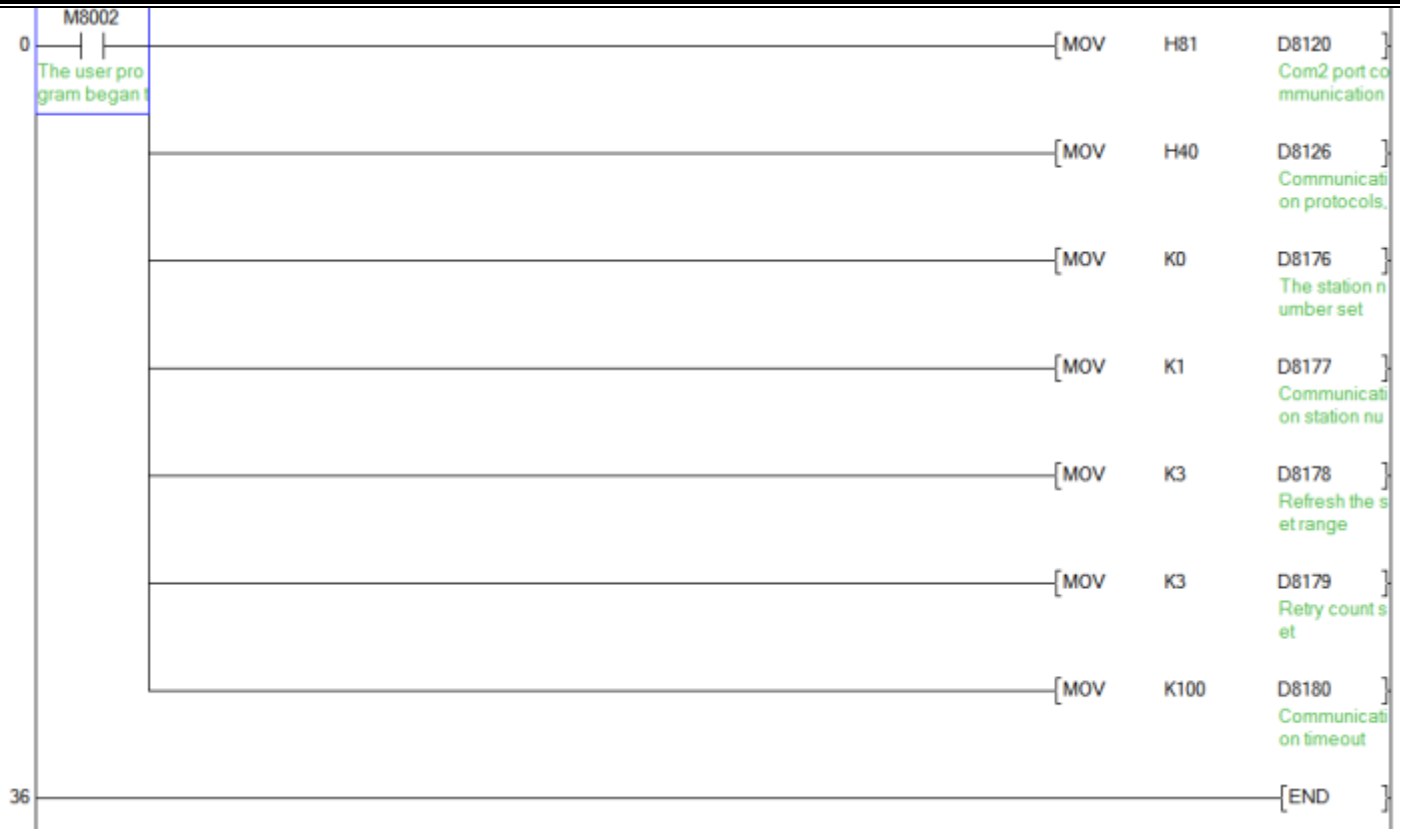 M8002
0 [MOV H81 D8120 ]
The user pro Com2 port co
gram began t mmunication
[MOV H40 D8126 ]
Communicati
on protocols,
[MOV K0 D8176 ]
The station n
umber set
[MOV K1 D8177 ]
Communicati
on station nu
[MOV K3 D8178 ]
Refresh the s
et range
[MOV K3 D8179 ]
Retry count s
et
[MOV K100 D8180 ]
Communicati
on timeout
36 [END ]